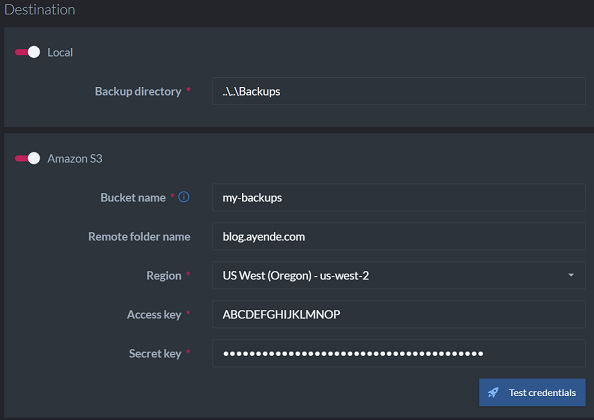 Destination
Local
Backup directory *
..\..\Backups
Amazon S3
Bucket name *
my-backups
Remote folder name
blog.ayende.com
Region *
US West (Oregon) - us-west-2
Access key *
ABCDEFGHIJKLMNOP
Secret key *
Test credentials